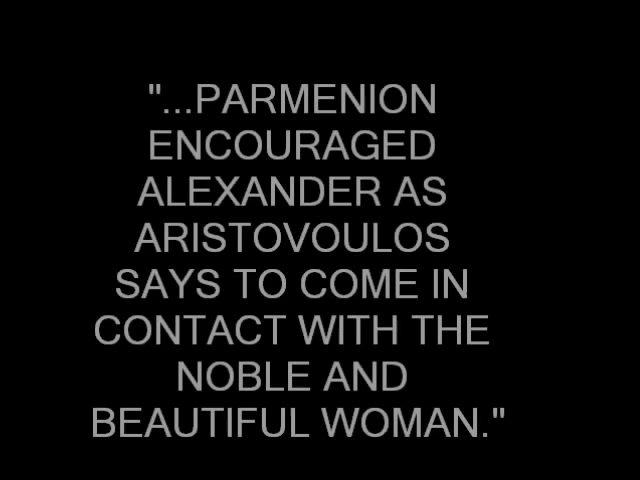 "...PARMENION
ENCOURAGED
ALEXANDER AS
ARISTOVOULOS
SAYS TO COME IN
CONTACT WITH THE
NOBLE AND
BEAUTIFUL WOMAN."